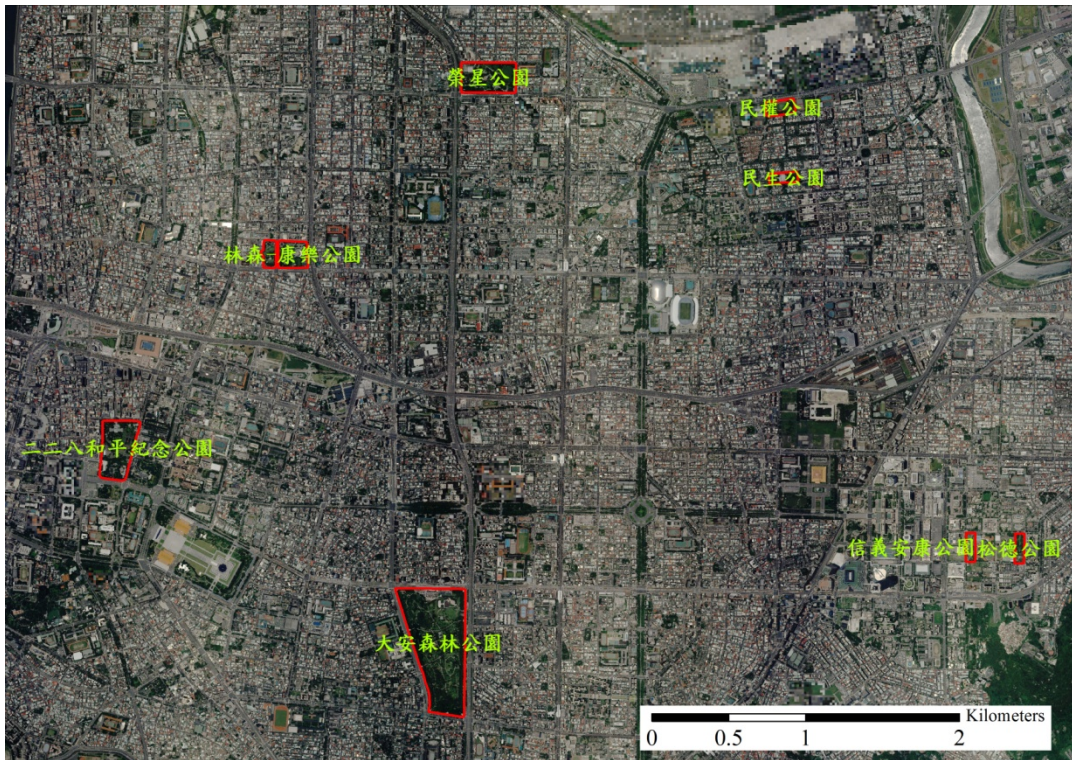 榮星公園
民權公園
民生公園
林森 康樂公園
二二八和平紀念公園
信義安康公園 松德公園
大安森林公園
Kilometers
0 0.5 1 2